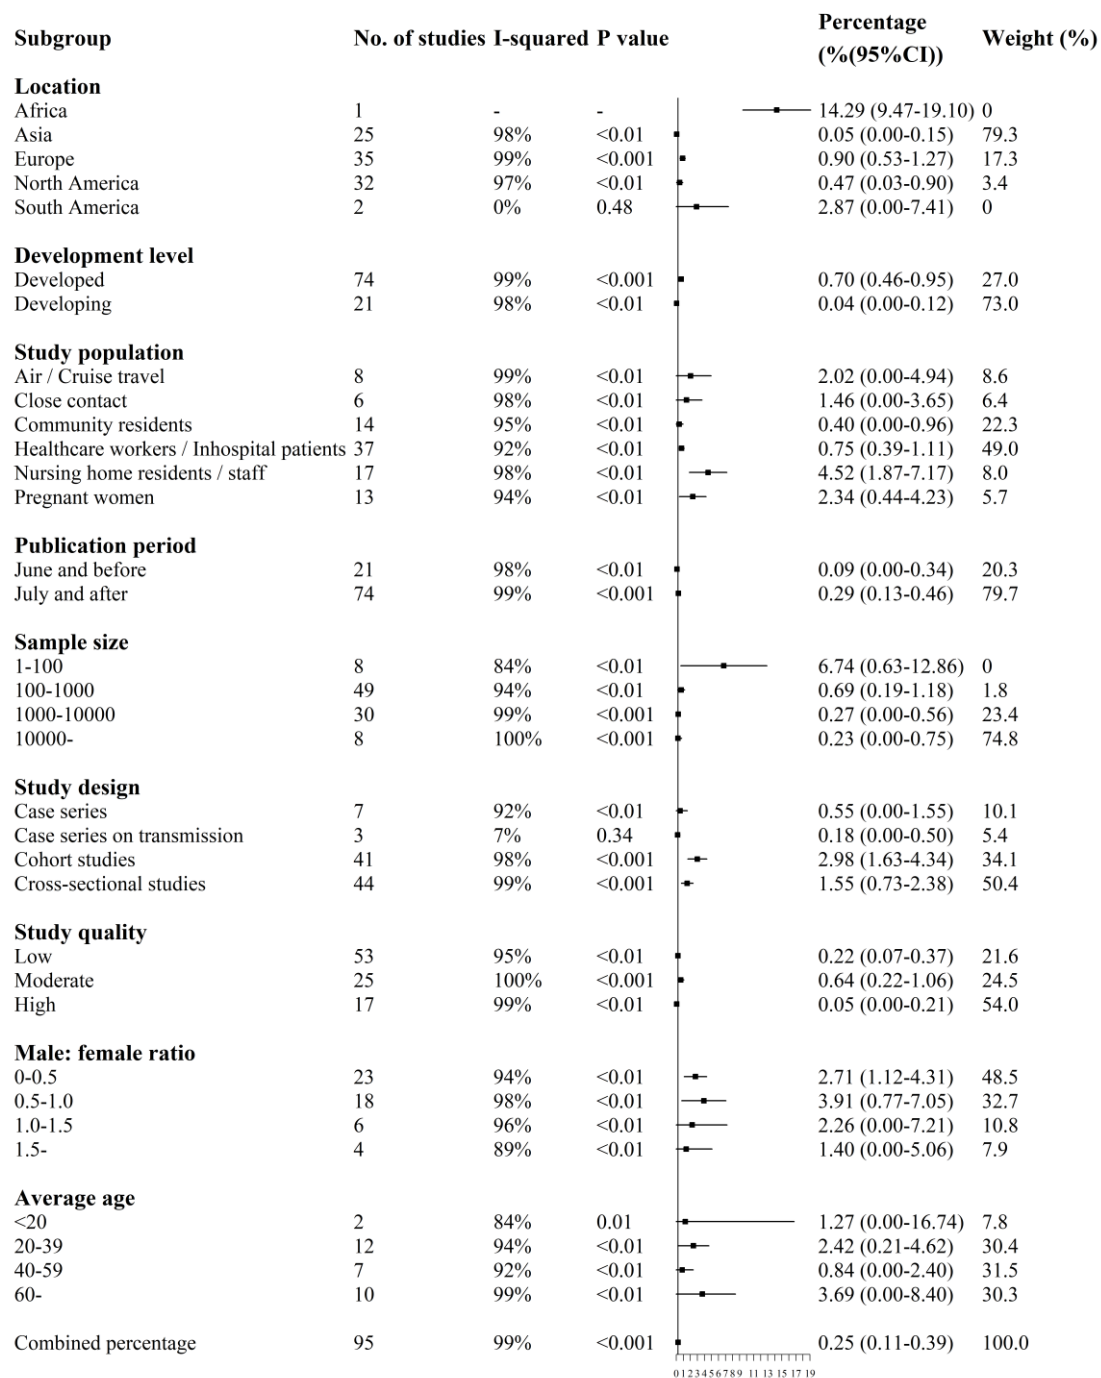 Subgroup No. of studies I-squared P value Percentage (%(95%CI)) Weight (%)
Location
Africa 1 - - 14.29 (9.47-19.10) 0
Asia 25 98% <0.01 0.05 (0.00-0.15) 79.3
Europe 35 99% <0.001 0.90 (0.53-1.27) 17.3
North America 32 97% <0.01 0.47 (0.03-0.90) 3.4
South America 2 0% 0.48 2.87 (0.00-7.41) 0
Development level
Developed 74 99% <0.001 0.70 (0.46-0.95) 27.0
Developing 21 98% <0.01 0.04 (0.00-0.12) 73.0
Study population
Air / Cruise travel 8 99% <0.01 2.02 (0.00-4.94) 8.6
Close contact 6 98% <0.01 1.46 (0.00-3.65) 6.4
Community residents 14 95% <0.01 0.40 (0.00-0.96) 22.3
Healthcare workers / Inhospital patients 37 92% <0.01 0.75 (0.39-1.11) 49.0
Nursing home residents / staff 17 98% <0.01 4.52 (1.87-7.17) 8.0
Pregnant women 13 94% <0.01 2.34 (0.44-4.23) 5.7
Publication period
June and before 21 98% <0.01 0.09 (0.00-0.34) 20.3
July and after 74 99% <0.001 0.29 (0.13-0.46) 79.7
Sample size
1-100 8 84% <0.01 6.74 (0.63-12.86) 0
100-1000 49 94% <0.01 0.69 (0.19-1.18) 1.8
1000-10000 30 99% <0.001 0.27 (0.00-0.56) 23.4
10000- 8 100% <0.001 0.23 (0.00-0.75) 74.8
Study design
Case series 7 92% <0.01 0.55 (0.00-1.55) 10.1
Case series on transmission 3 7% 0.34 0.18 (0.00-0.50) 5.4
Cohort studies 41 98% <0.001 2.98 (1.63-4.34) 34.1
Cross-sectional studies 44 99% <0.001 1.55 (0.73-2.38) 50.4
Study quality
Low 53 95% <0.01 0.22 (0.07-0.37) 21.6
Moderate 25 100% <0.001 0.64 (0.22-1.06) 24.5
High 17 99% <0.01 0.05 (0.00-0.21) 54.0
Male: female ratio
0-0.5 23 94% <0.01 2.71 (1.12-4.31) 48.5
0.5-1.0 18 98% <0.01 3.91 (0.77-7.05) 32.7
1.0-1.5 6 96% <0.01 2.26 (0.00-7.21) 10.8
1.5- 4 89% <0.01 1.40 (0.00-5.06) 7.9
Average age
<20 2 84% 0.01 1.27 (0.00-16.74) 7.8
20-39 12 94% <0.01 2.42 (0.21-4.62) 30.4
40-59 7 92% <0.01 0.84 (0.00-2.40) 31.5
60- 10 99% <0.01 3.69 (0.00-8.40) 30.3
Combined percentage 95 99% <0.001 0.25 (0.11-0.39) 100.0
0 1 2 3 4 5 6 7 8 9 11 13 15 17 19